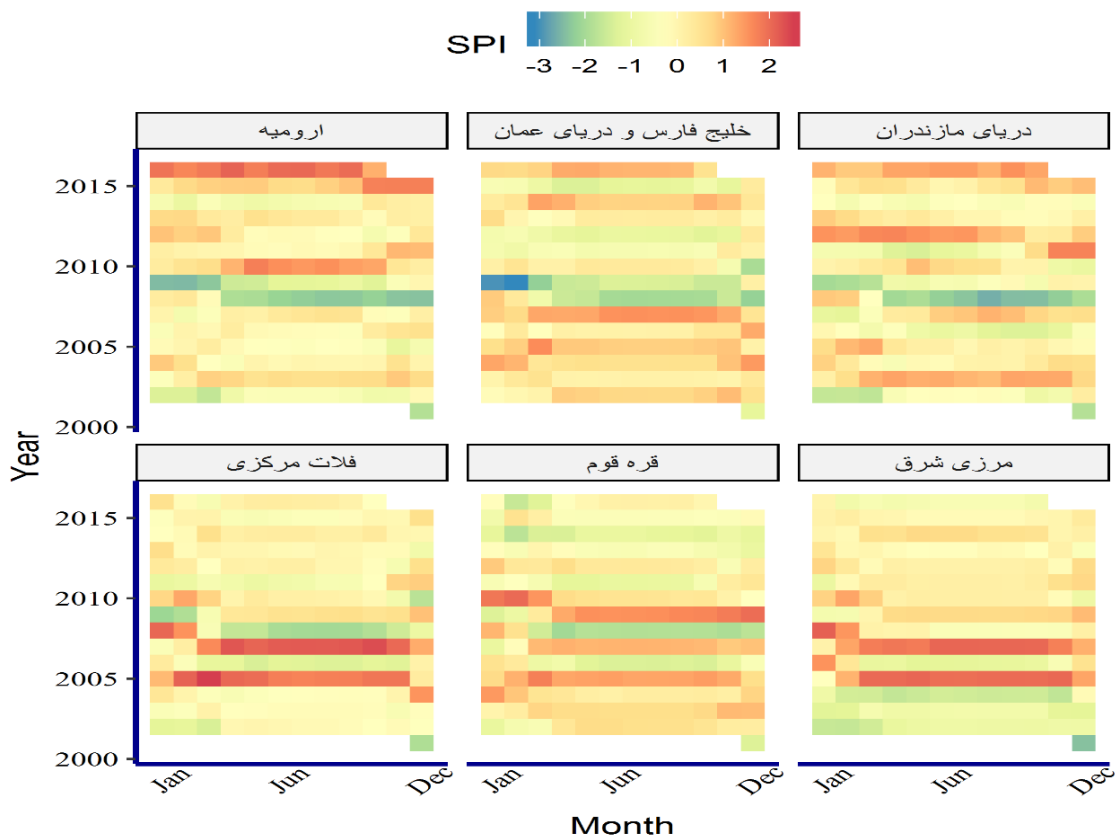 SPI
-3 -2 -1 0 1 2
ارومیه
خلیج فارس و دریای عمان
دریای مازندران
2015
2010
2005
2000
فلات مرکزی
قره قوم
مرزی شرق
2015
2010
2005
2000
Year
Jan Jun Dec
Jan Jun Dec
Jan Jun Dec
Month